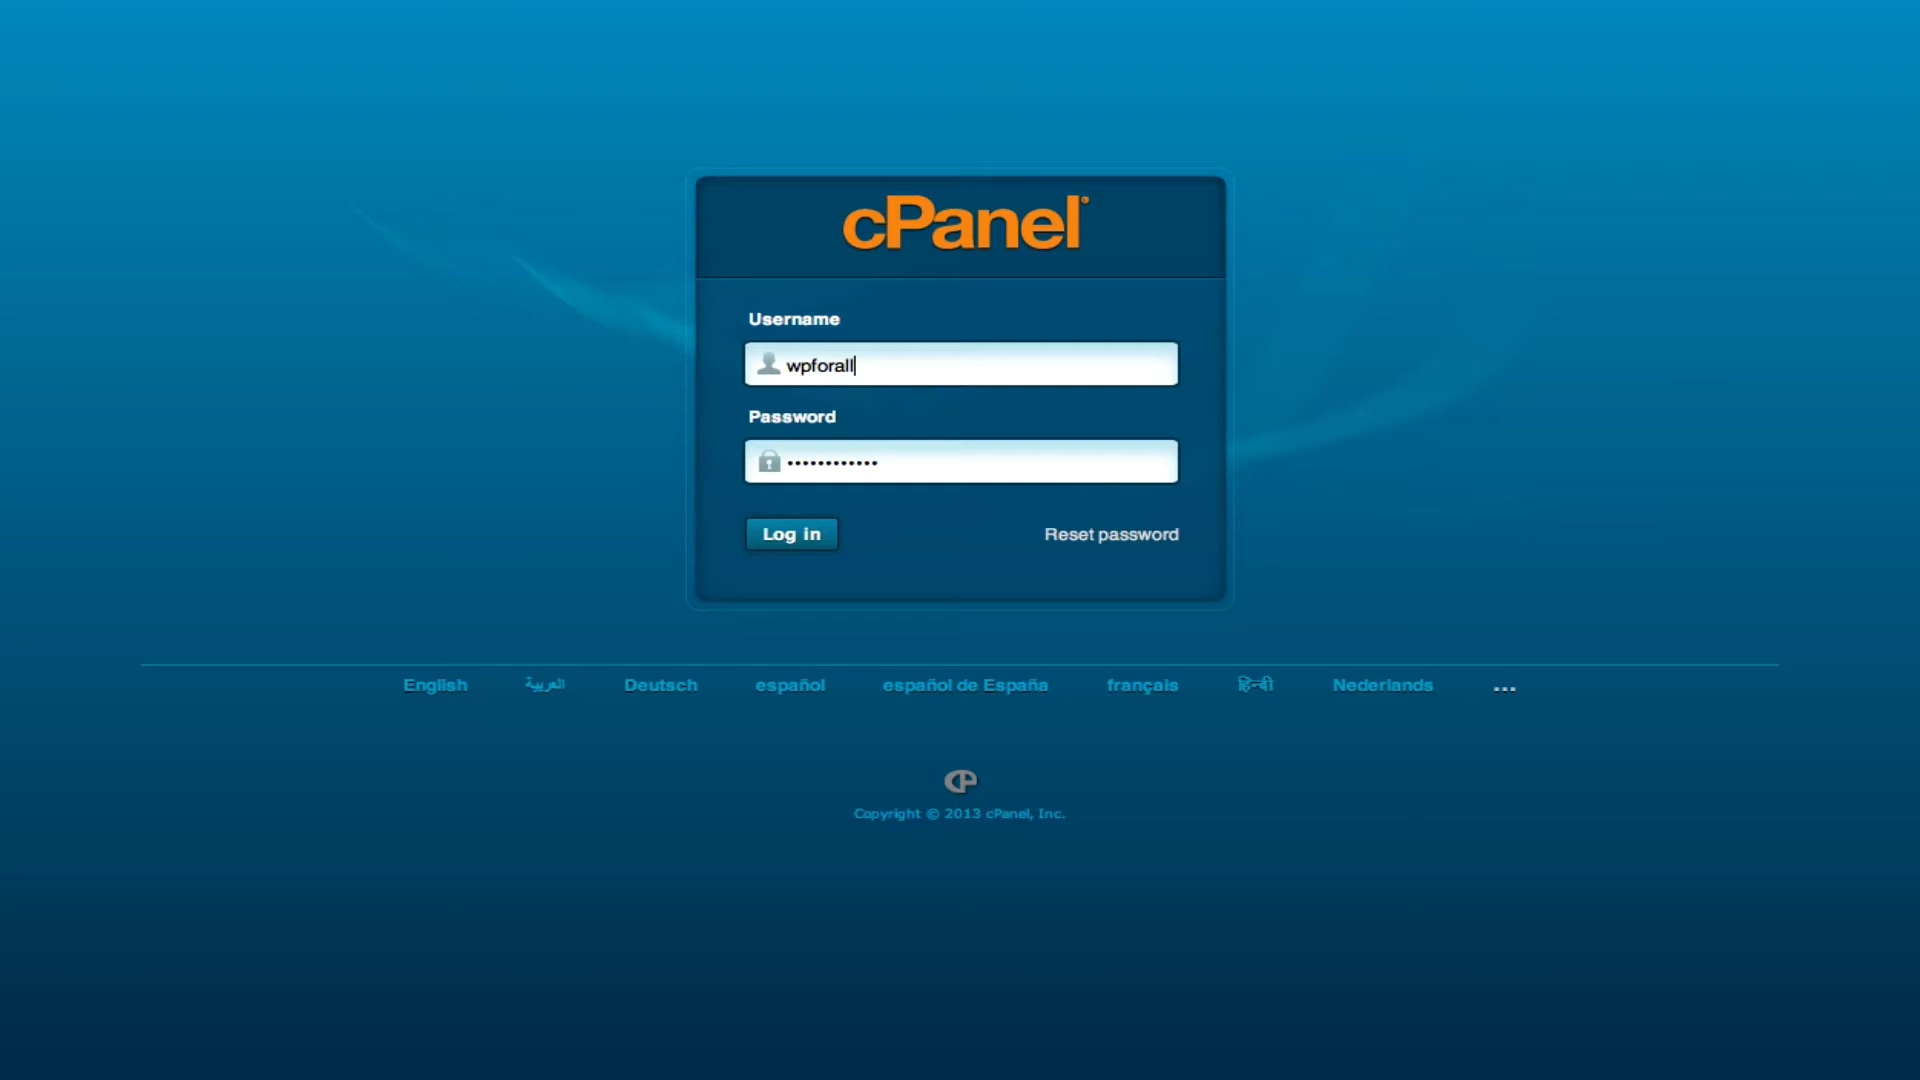 cPanel®
Username
wpforall
Password
••••••••••••
Log in
Reset password
English العربية Deutsch español español de España français हिन्दी Nederlands ...
cP
Copyright © 2013 cPanel, Inc.